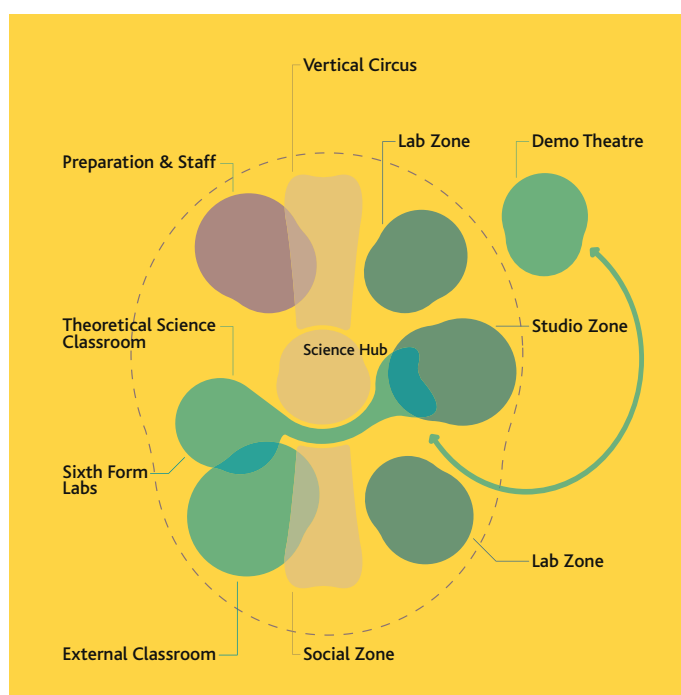 Vertical Circus
Lab Zone
Demo Theatre
Preparation & Staff
Theoretical Science
Classroom
Science Hub
Studio Zone
Sixth Form
Labs
Lab Zone
External Classroom
Social Zone